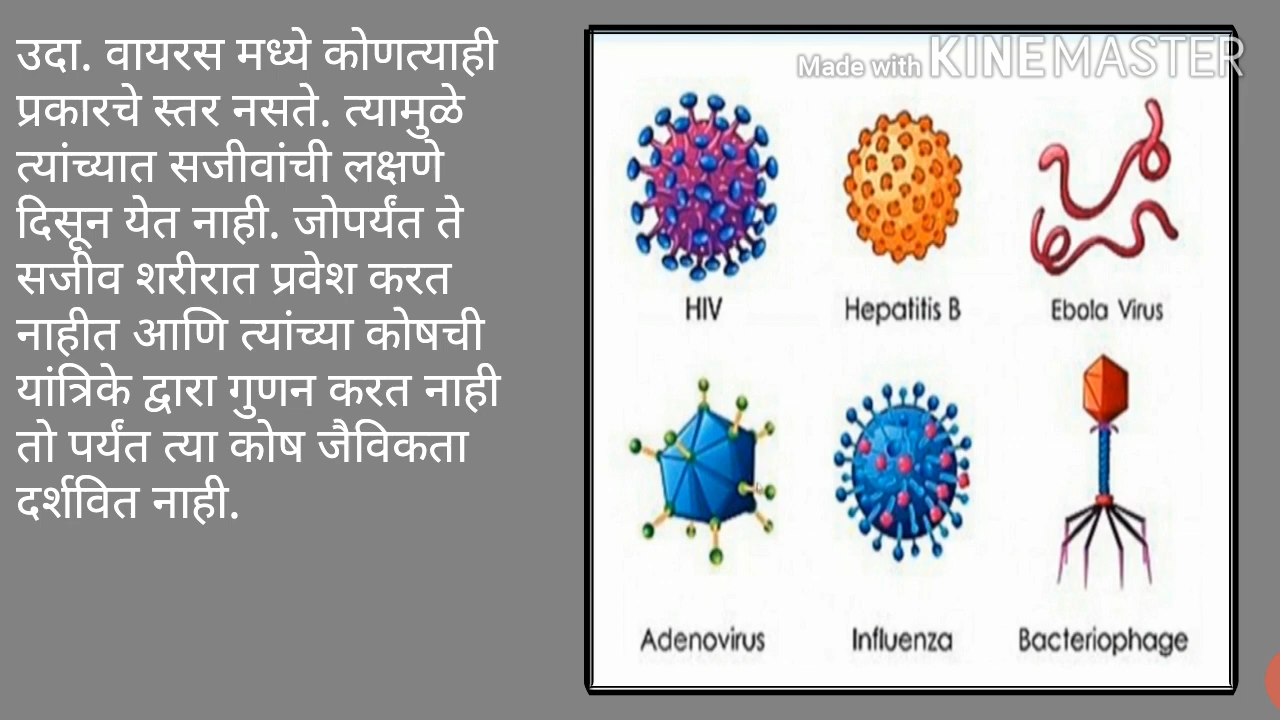 उदा. वायरस मध्ये कोणत्याही
प्रकारचे स्तर नसते. त्यामुळे
त्यांच्यात सजीवांची लक्षणे
दिसून येत नाही. जोपर्यंत ते
सजीव शरीरात प्रवेश करत
नाहीत आणि त्यांच्या कोषची
यांत्रिके द्वारा गुणन करत नाही
तो पर्यंत त्या कोष जैविकता
दर्शवित नाही.
Made with KINEMASTER
HIV
Hepatitis B
Ebola Virus
Adenovirus
Influenza
Bacteriophage